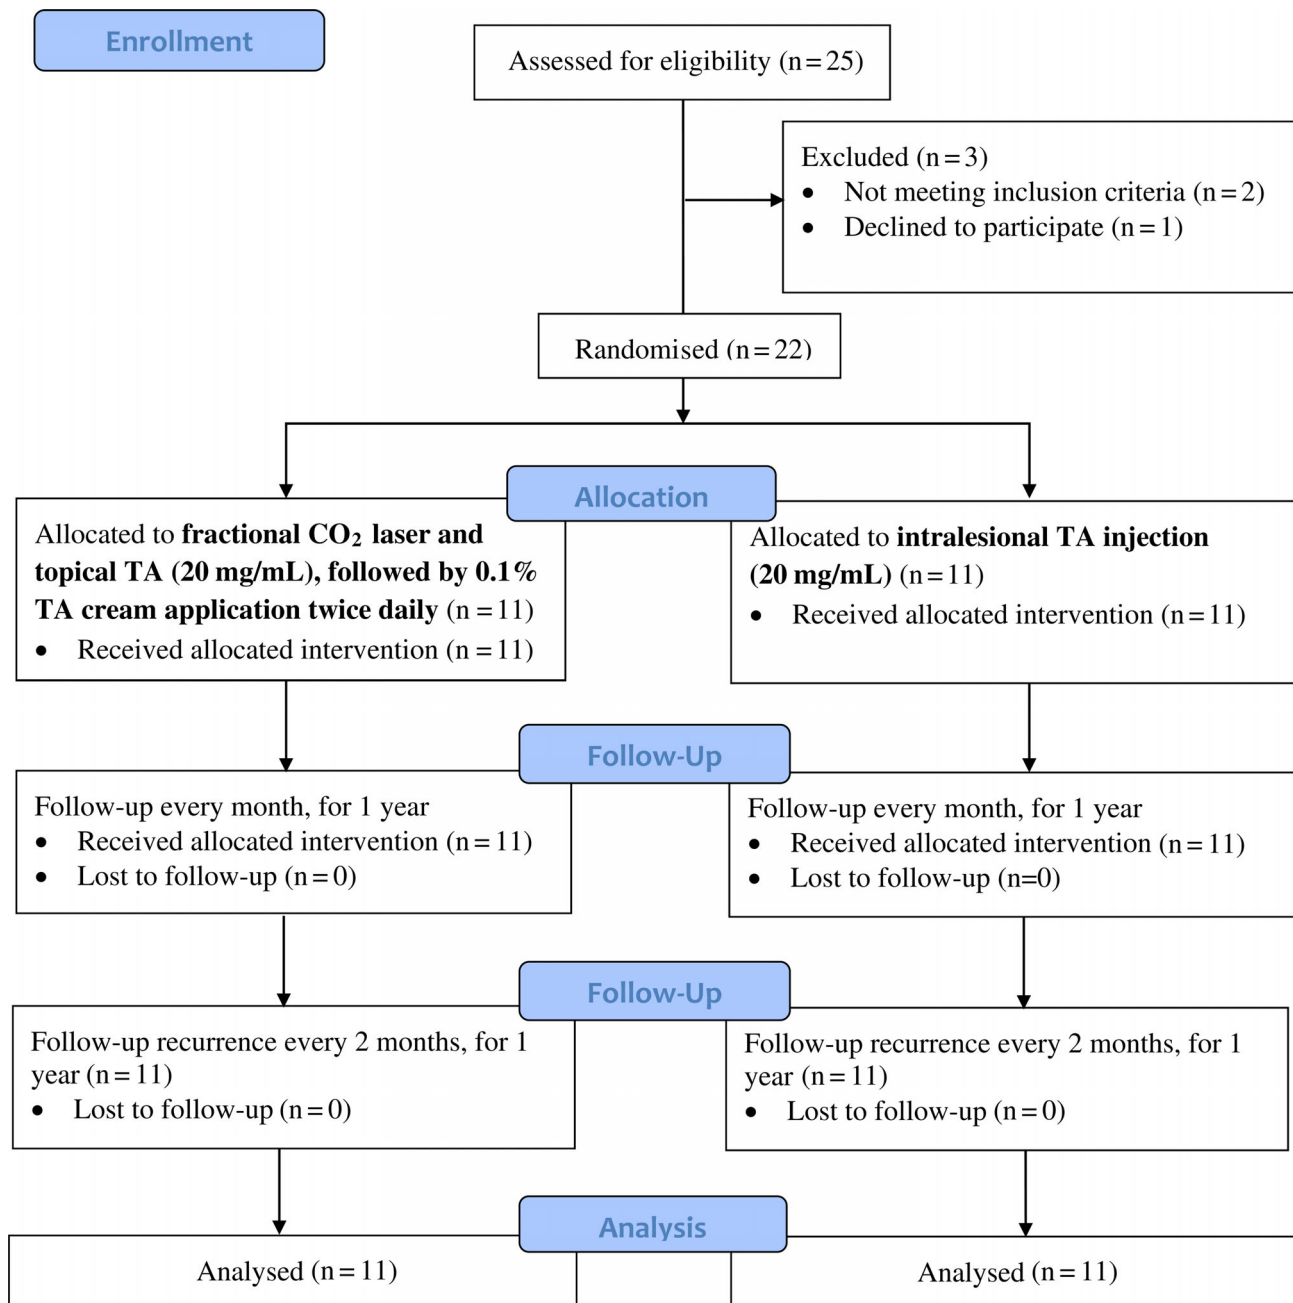 Enrollment
Assessed for eligibility (n = 25)
Excluded (n = 3)
• Not meeting inclusion criteria (n = 2)
• Declined to participate (n = 1)
Randomised (n = 22)
Allocation
Allocated to fractional CO₂ laser and
topical TA (20 mg/mL), followed by 0.1%
TA cream application twice daily (n = 11)
• Received allocated intervention (n = 11)
Allocated to intralesional TA injection
(20 mg/mL) (n = 11)
• Received allocated intervention (n = 11)
Follow-Up
Follow-up every month, for 1 year
• Received allocated intervention (n = 11)
• Lost to follow-up (n = 0)
Follow-up every month, for 1 year
• Received allocated intervention (n = 11)
• Lost to follow-up (n=0)
Follow-Up
Follow-up recurrence every 2 months, for 1
year (n = 11)
• Lost to follow-up (n = 0)
Follow-up recurrence every 2 months, for 1
year (n = 11)
• Lost to follow-up (n = 0)
Analysis
Analysed (n = 11)
Analysed (n = 11)